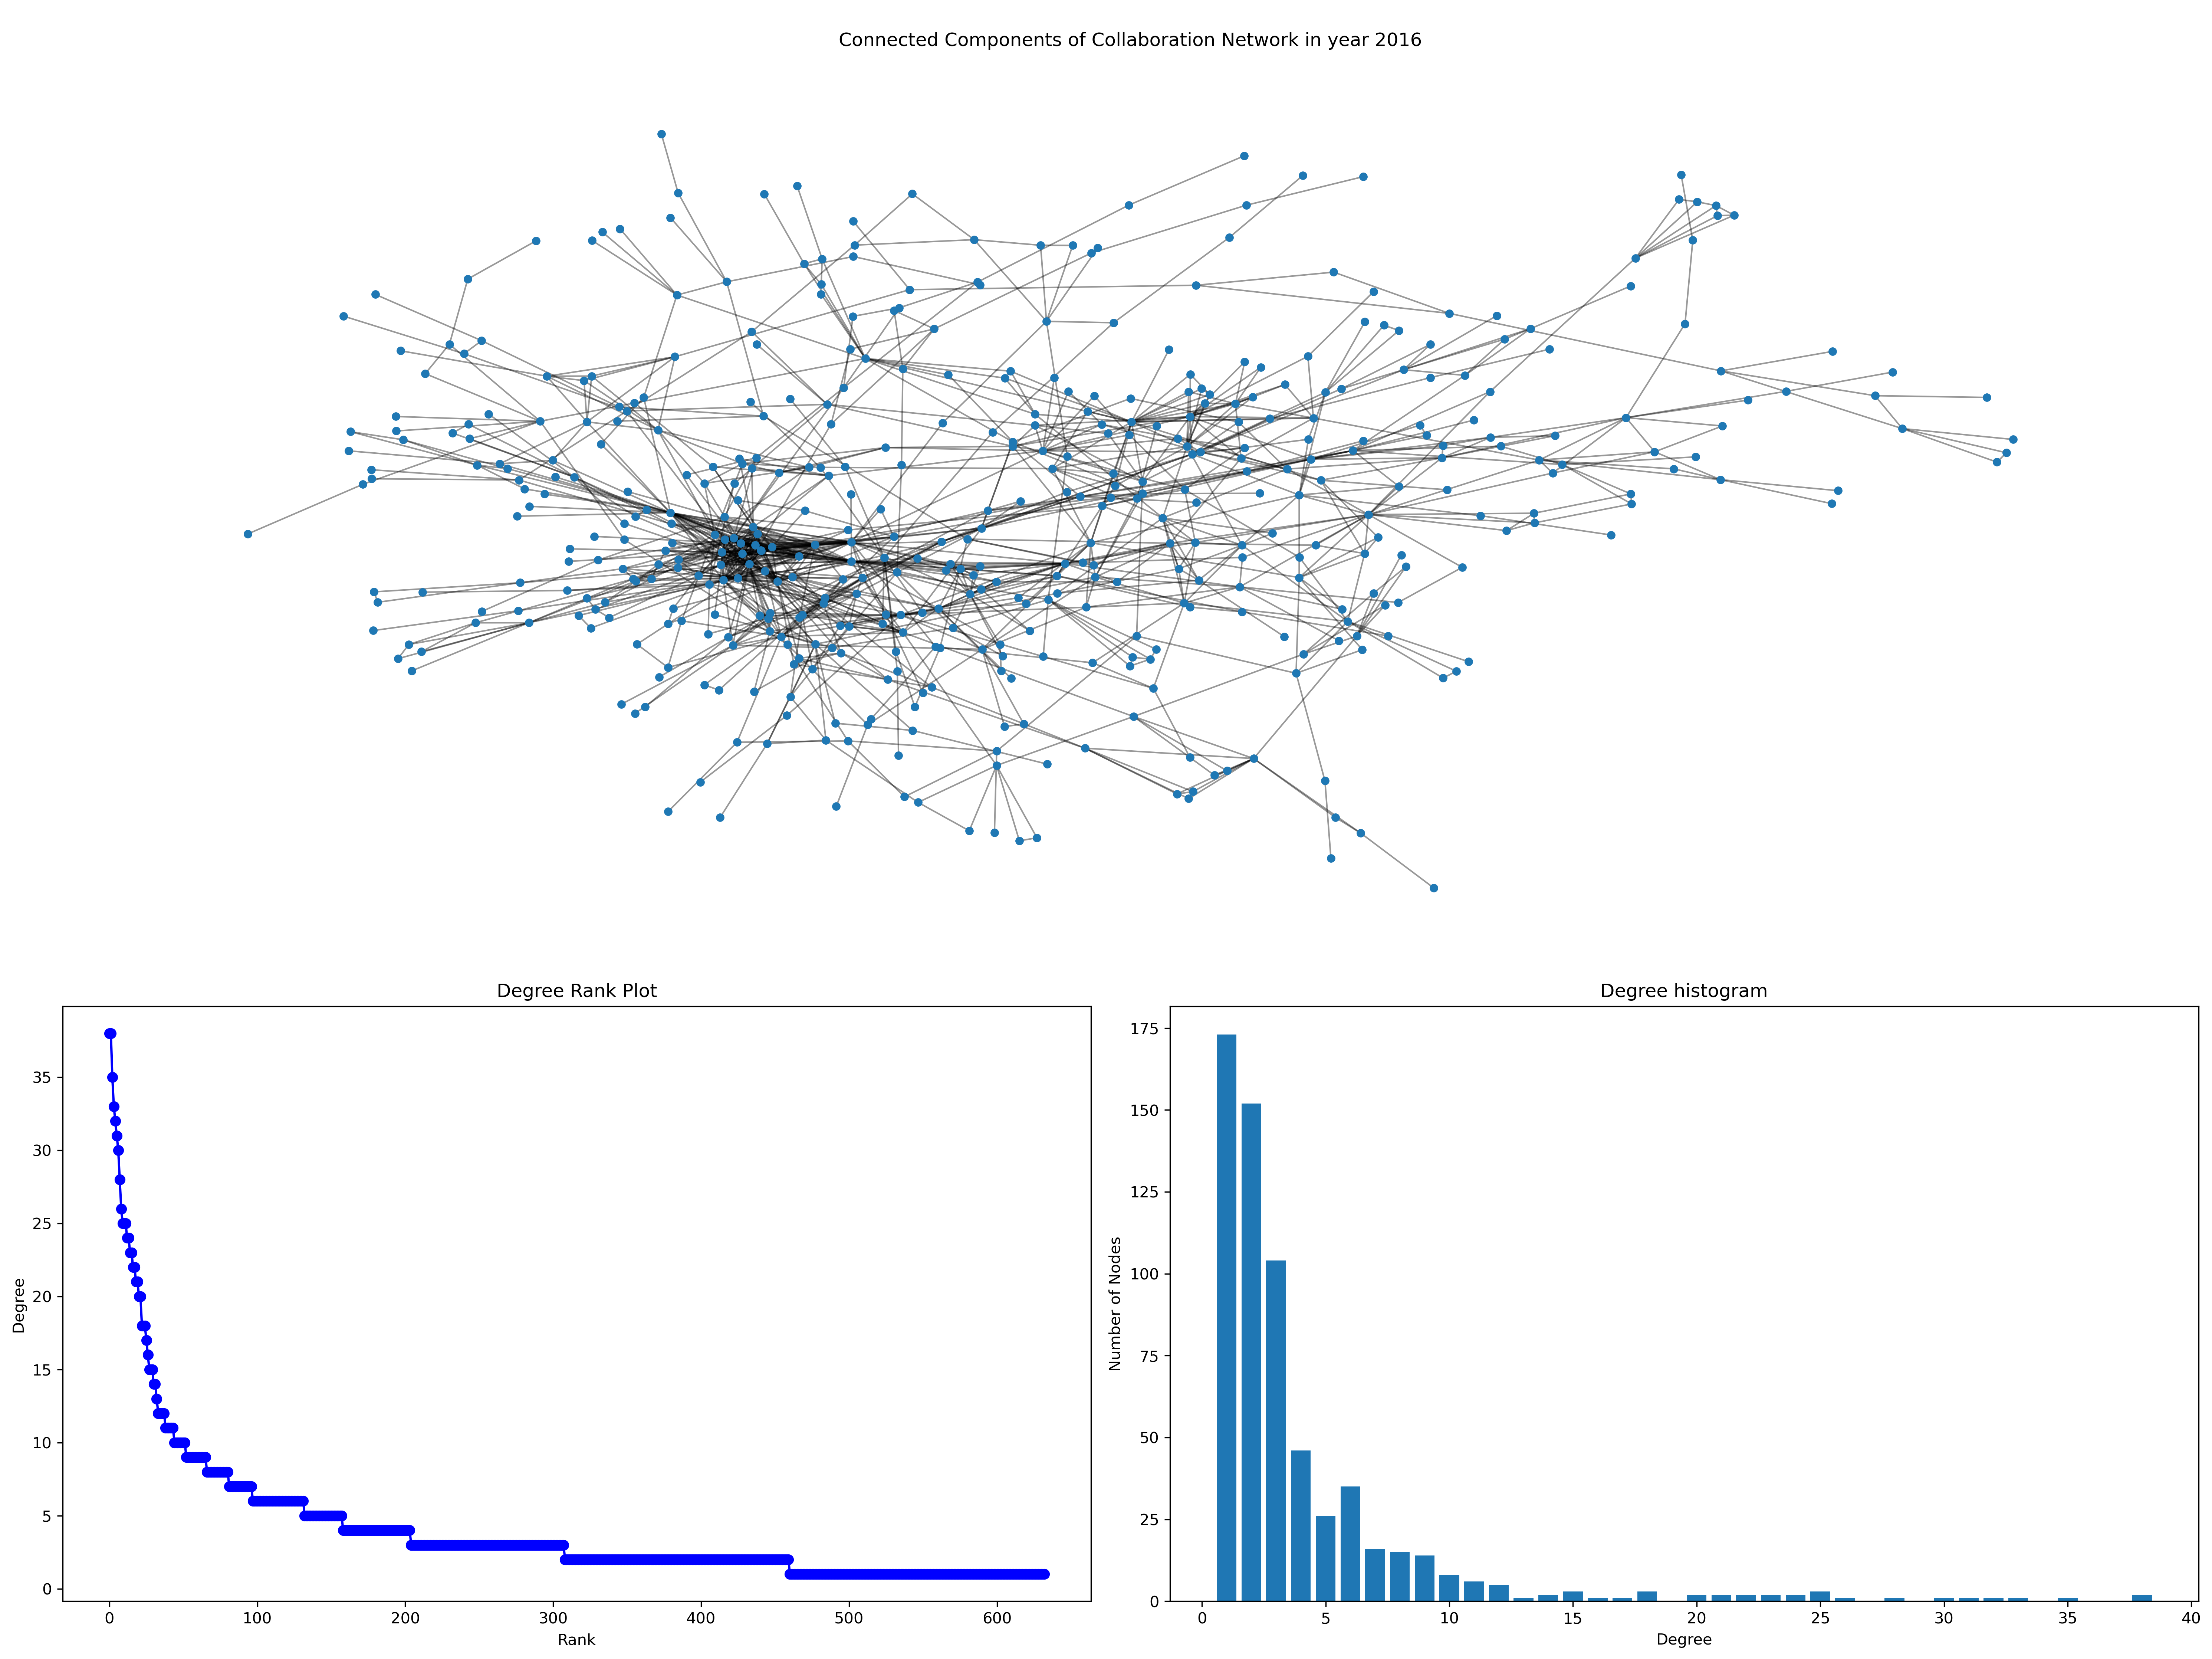 Connected Components of Collaboration Network in year 2016
Degree Rank Plot
35
30
25
20
15
10
5
0
Degree
0 100 200 300 400 500 600
Rank
Degree histogram
175
150
125
100
75
50
25
0
Number of Nodes
0 5 10 15 20 25 30 35 40
Degree